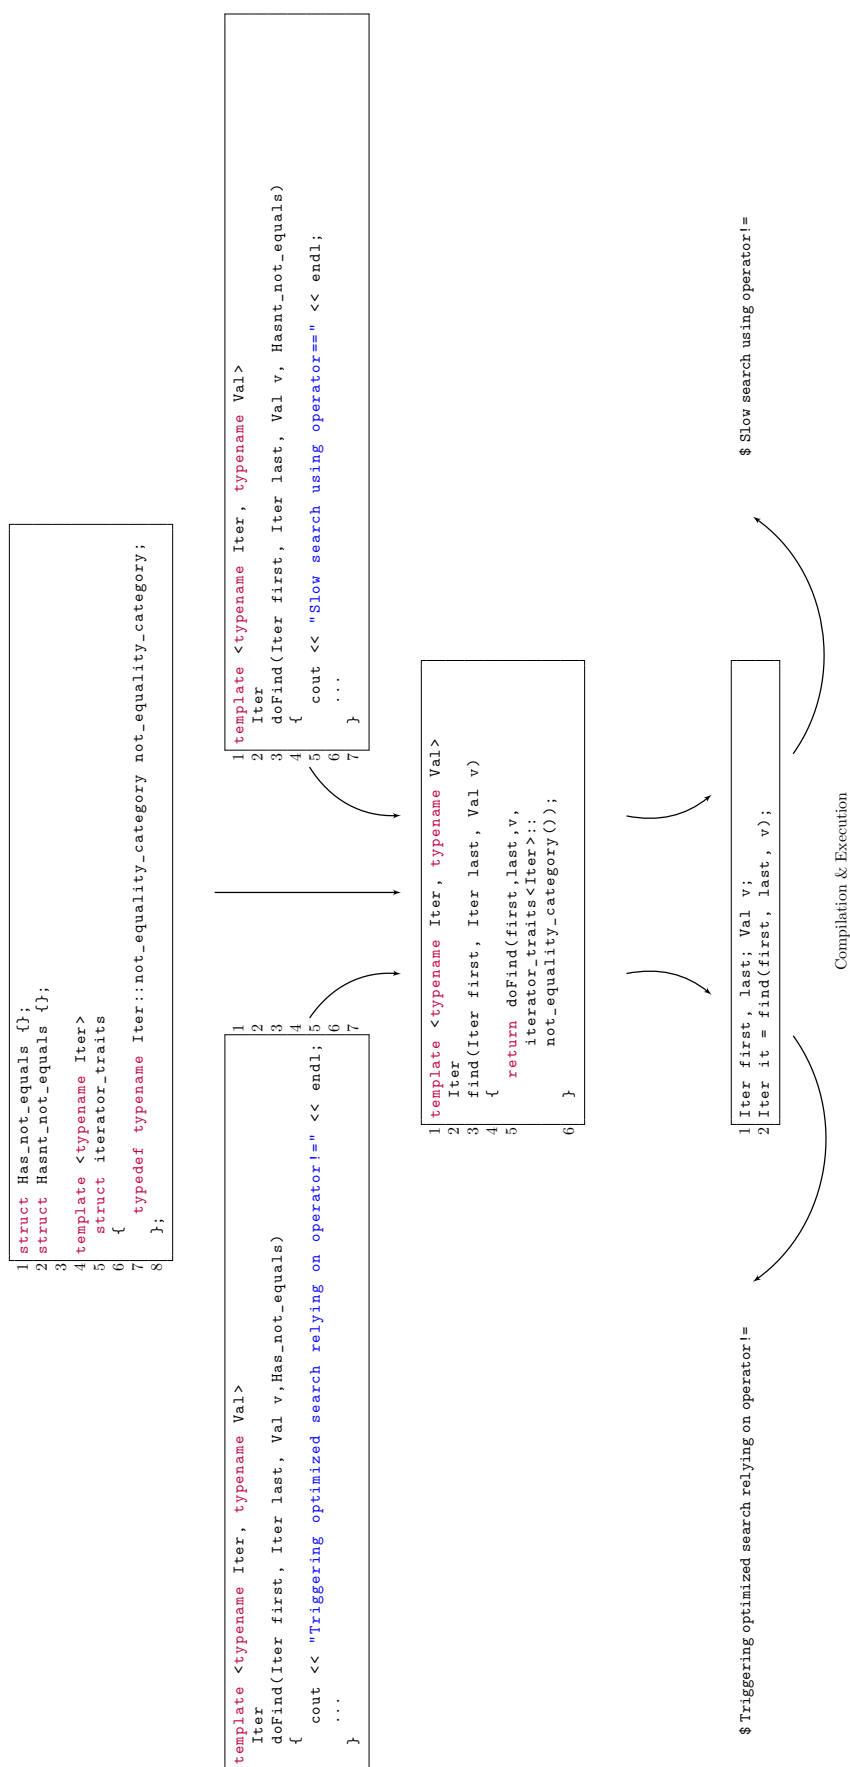 1 struct Has_not_equals {};
2 struct Hasnt_not_equals {};
3
4 template <typename Iter>
5 struct iterator_traits
6 {
7 typedef typename Iter::not_equality_category not_equality_category;
8 };
template <typename Iter, typename Val>
Iter
doFind(Iter first, Iter last, Val v,Has_not_equals)
{
cout << "Triggering optimized search relying on operator!=" << endl;
...
}
1 template <typename Iter, typename Val>
2 Iter
3 doFind(Iter first, Iter last, Val v, Hasnt_not_equals)
4 {
5 cout << "Slow search using operator==" << endl;
6 ...
7 }
1
2
3
4
5
6
7
1 template <typename Iter, typename Val>
2 Iter
3 find(Iter first, Iter last, Val v)
4 {
5 return doFind(first,last,v,
iterator_traits<Iter>::
not_equality_category());
6 }
1 Iter first, last; Val v;
2 Iter it = find(first, last, v);
$ Triggering optimized search relying on operator!=
$ Slow search using operator!=
Compilation & Execution